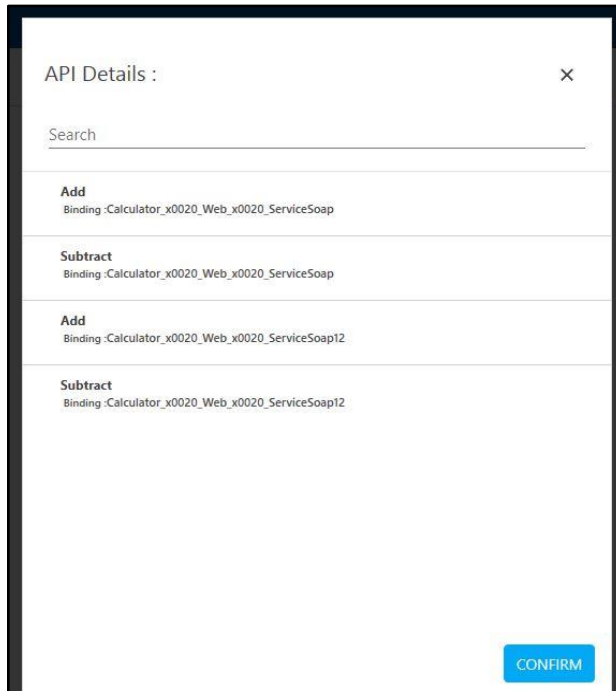 API Details :
×
Search
Add
Binding :Calculator_x0020_Web_x0020_ServiceSoap
Subtract
Binding :Calculator_x0020_Web_x0020_ServiceSoap
Add
Binding :Calculator_x0020_Web_x0020_ServiceSoap12
Subtract
Binding :Calculator_x0020_Web_x0020_ServiceSoap12
CONFIRM